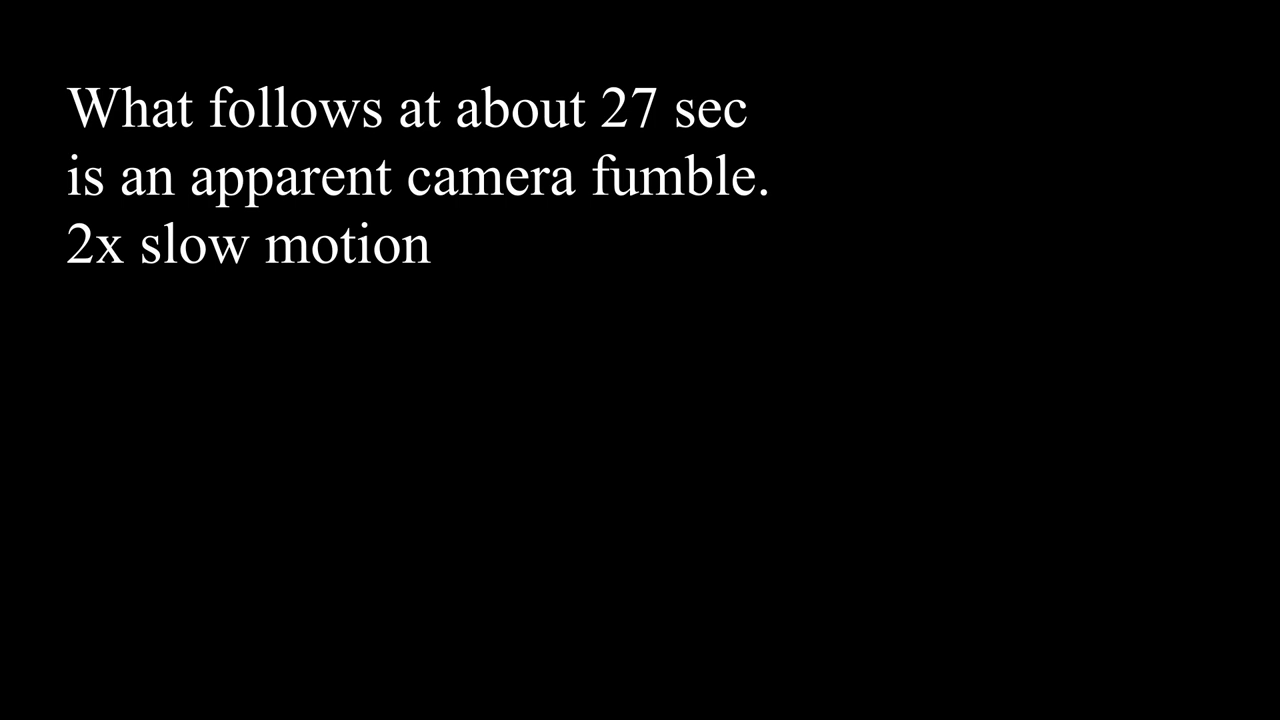 What follows at about 27 sec
is an apparent camera fumble.
2x slow motion